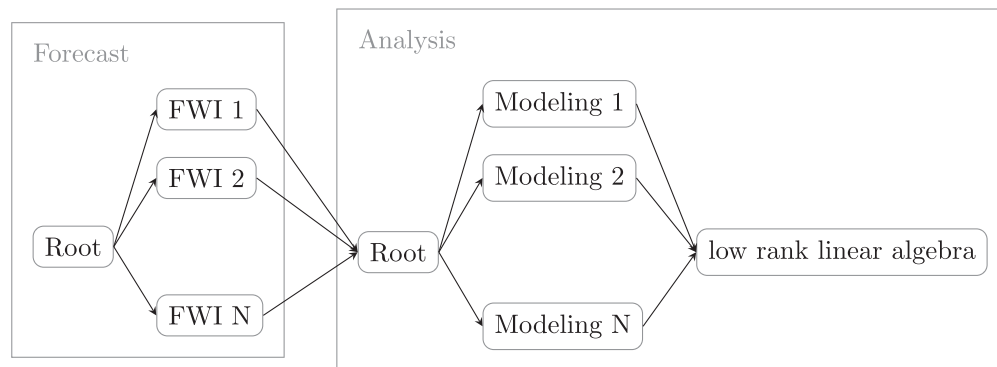 Forecast
FWI 1
FWI 2
Root
FWI N
Analysis
Modeling 1
Modeling 2
Root
Modeling N
low rank linear algebra